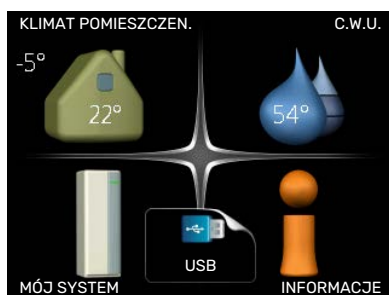 KLIMAT POMIESZCZEN.
C.W.U.
-5°
22°
54°
USB
MÓJ SYSTEM
INFORMACJE